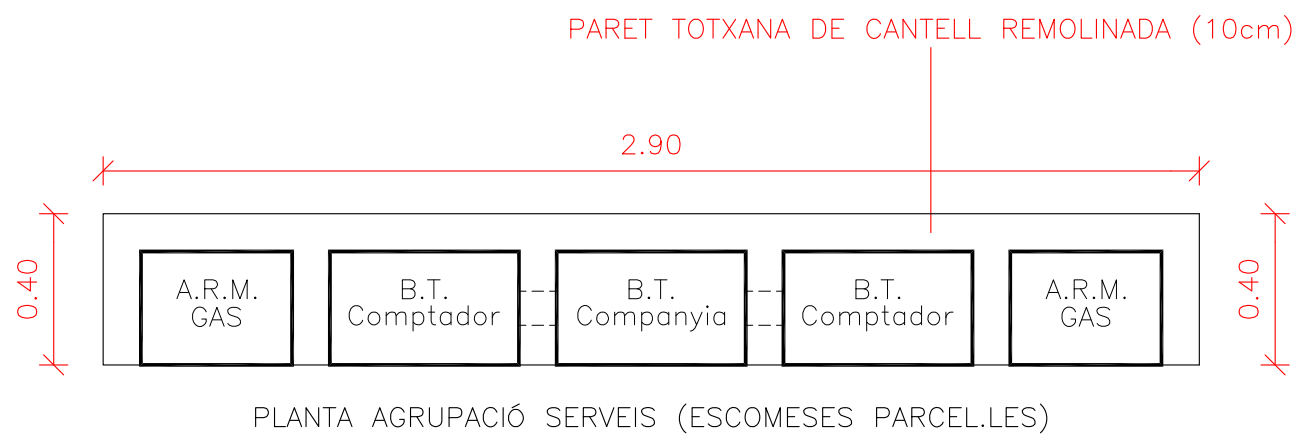 PARET TOTXANA DE CANTELL REMOLINADA (10cm)
2.90
0.40
0.40
A.R.M.
GAS
B.T.
Comptador
B.T.
Companyia
B.T.
Comptador
A.R.M.
GAS
PLANTA AGRUPACIÓ SERVEIS (ESCOMESES PARCEL.LES)